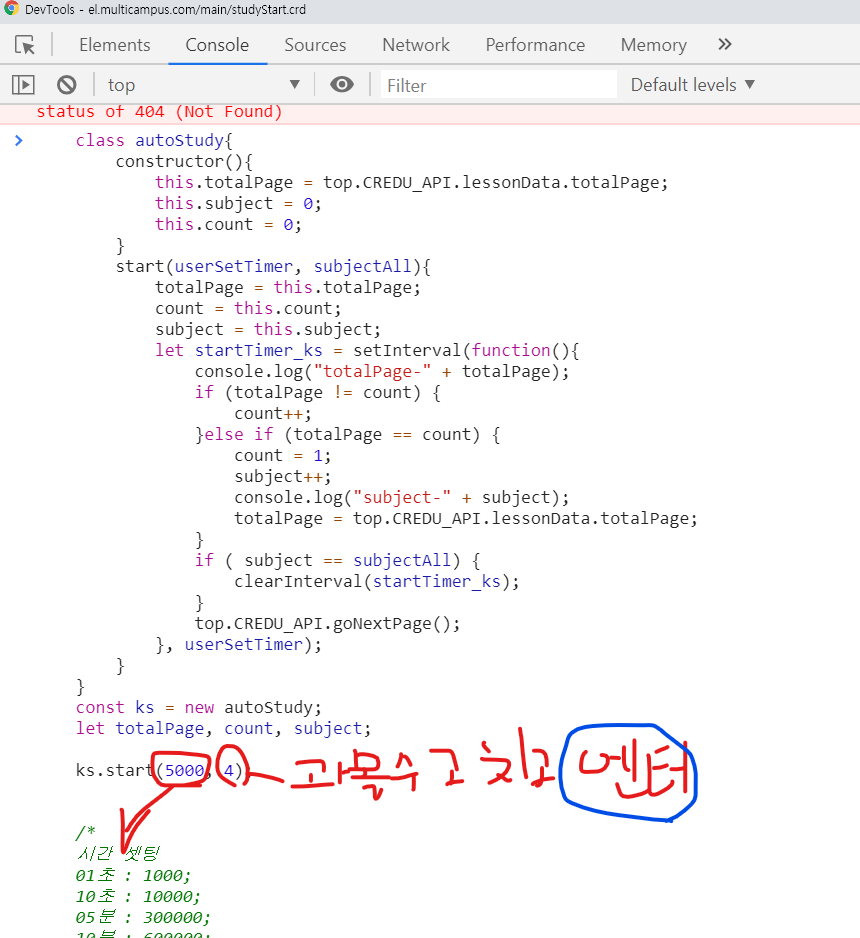 DevTools - el.multicampus.com/main/studyStart.crd
Elements Console Sources Network Performance Memory »
top ▼ Filter Default levels ▼
status of 404 (Not Found)
> class autoStudy{
constructor(){
this.totalPage = top.CREDU_API.lessonData.totalPage;
this.subject = 0;
this.count = 0;
}
start(userSetTimer, subjectAll){
totalPage = this.totalPage;
count = this.count;
subject = this.subject;
let startTimer_ks = setInterval(function(){
console.log("totalPage-" + totalPage);
if (totalPage != count) {
count++;
}else if (totalPage == count) {
count = 1;
subject++;
console.log("subject-" + subject);
totalPage = top.CREDU_API.lessonData.totalPage;
}
if ( subject == subjectAll) {
clearInterval(startTimer_ks);
}
top.CREDU_API.goNextPage();
}, userSetTimer);
}
}
const ks = new autoStudy;
let totalPage, count, subject;
ks.start(5000, 4) 과목수 고치고 엔터
/*
시간 셋팅
01초 : 1000;
10초 : 10000;
05분 : 300000;
10분 : 600000;